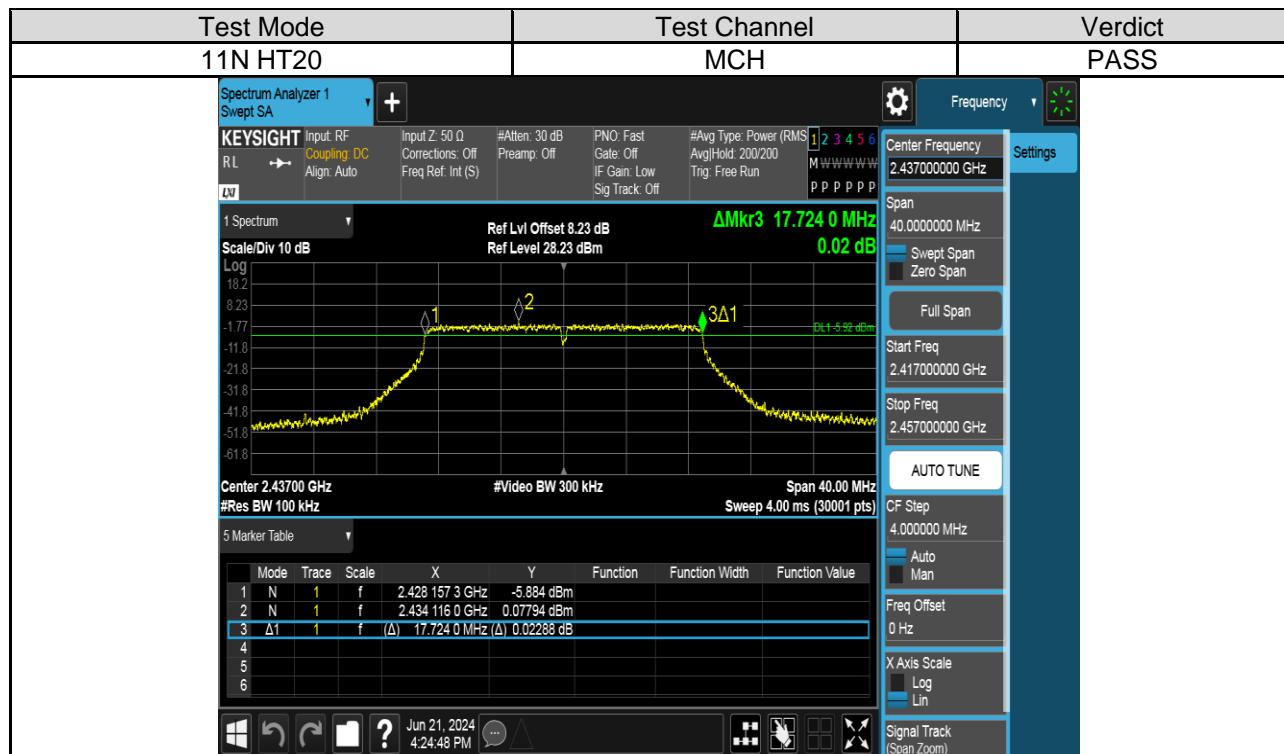 Test Mode Test Channel Verdict
11N HT20 MCH PASS
Spectrum Analyzer 1
Swept SA
+
Frequency
KEYSIGHT
R L
LXI
Input: RF
Coupling: DC
Align: Auto
Input Z: 50 Ω
Corrections: Off
Freq Ref: Int (S)
#Atten: 30 dB
Preamp: Off
PNO: Fast
Gate: Off
IF Gain: Low
Sig Track: Off
#Avg Type: Power (RMS
Avg|Hold: 200/200
Trig: Free Run
1 2 3 4 5 6
M W W W W W
P P P P P P
Center Frequency
2.437000000 GHz
Settings
1 Spectrum
Scale/Div 10 dB
Ref Lvl Offset 8.23 dB
Ref Level 28.23 dBm
ΔMkr3 17.724 0 MHz
0.02 dB
Log
18.2
8.23
-1.77
-11.8
-21.8
-31.8
-41.8
-51.8
-61.8
1
2
3Δ1
DL1 -5.92 dBm
Center 2.43700 GHz
#Res BW 100 kHz
#Video BW 300 kHz
Span 40.00 MHz
Sweep 4.00 ms (30001 pts)
Span
40.0000000 MHz
Swept Span
Zero Span
Full Span
Start Freq
2.417000000 GHz
Stop Freq
2.457000000 GHz
AUTO TUNE
CF Step
4.000000 MHz
Auto
Man
Freq Offset
0 Hz
X Axis Scale
Log
Lin
Signal Track
(Span Zoom)
5 Marker Table
Mode Trace Scale X Y Function Function Width Function Value
1 N 1 f 2.428 157 3 GHz -5.884 dBm
2 N 1 f 2.434 116 0 GHz 0.07794 dBm
3 Δ1 1 f (Δ) 17.724 0 MHz (Δ) 0.02288 dB
4
5
6
?
Jun 21, 2024
4:24:48 PM